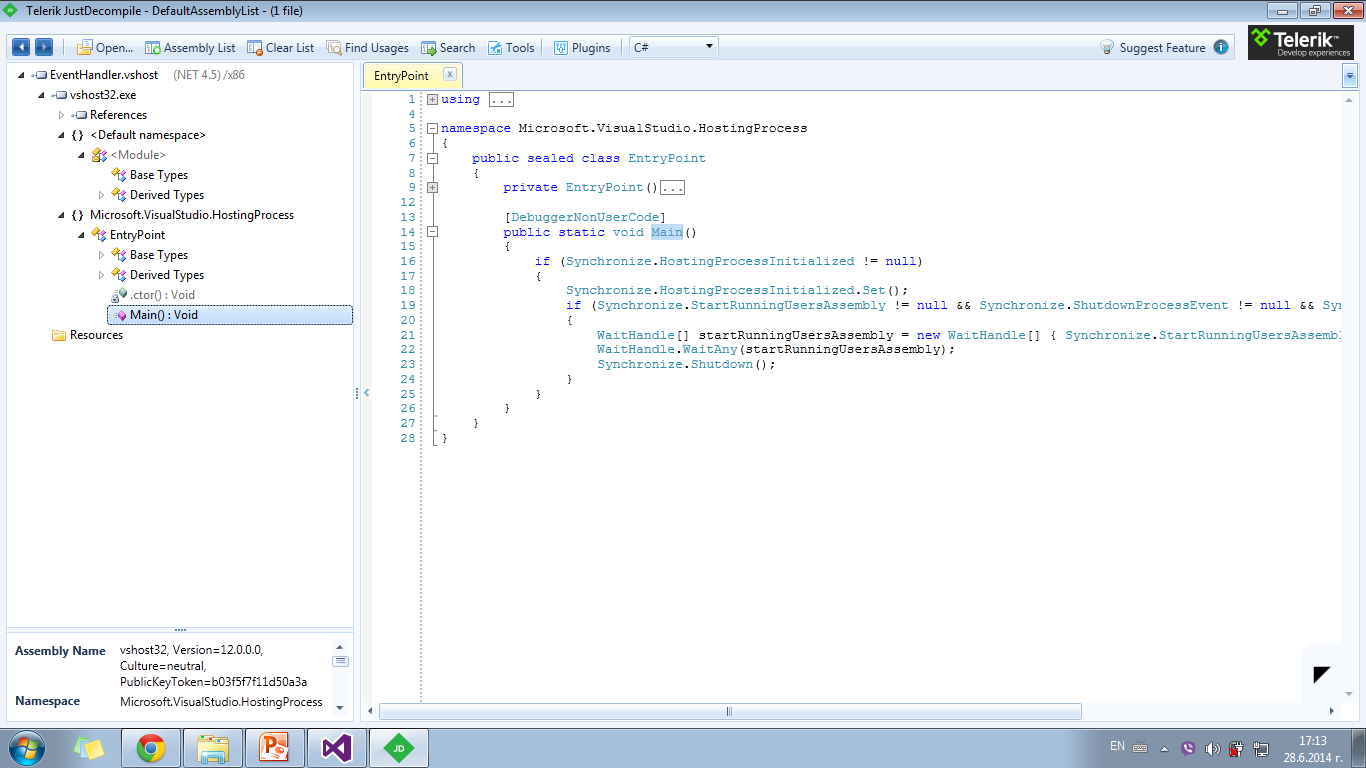 Telerik JustDecompile - DefaultAssemblyList - (1 file)
Open... Assembly List Clear List Find Usages Search Tools Plugins C# Suggest Feature
Telerik™
Develop experiences
EventHandler.vshost (NET 4.5) /x86
vshost32.exe
References
{ } <Default namespace>
<Module>
Base Types
Derived Types
{ } Microsoft.VisualStudio.HostingProcess
EntryPoint
Base Types
Derived Types
.ctor() : Void
Main() : Void
Resources
Assembly Name vshost32, Version=12.0.0.0,
Culture=neutral,
PublicKeyToken=b03f5f7f11d50a3a
Namespace Microsoft.VisualStudio.HostingProcess
EntryPoint x
1 using ...
4
5 namespace Microsoft.VisualStudio.HostingProcess
6 {
7 public sealed class EntryPoint
8 {
9 private EntryPoint()...
12
13 [DebuggerNonUserCode]
14 public static void Main()
15 {
16 if (Synchronize.HostingProcessInitialized != null)
17 {
18 Synchronize.HostingProcessInitialized.Set();
19 if (Synchronize.StartRunningUsersAssembly != null && Synchronize.ShutdownProcessEvent != null && Syn
20 {
21 WaitHandle[] startRunningUsersAssembly = new WaitHandle[] { Synchronize.StartRunningUsersAssembl
22 WaitHandle.WaitAny(startRunningUsersAssembly);
23 Synchronize.Shutdown();
24 }
25 }
26 }
27 }
28 }
JD
EN
17:13
28.6.2014 г.